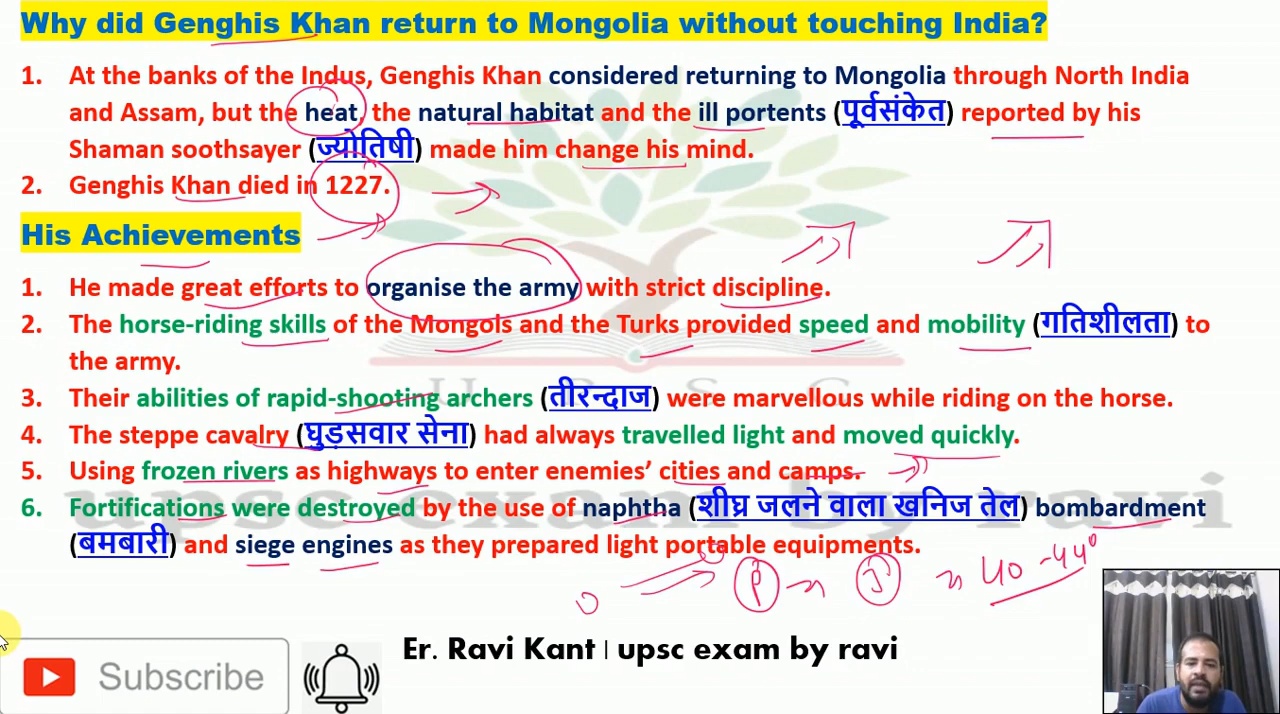 Why did Genghis Khan return to Mongolia without touching India?
1. At the banks of the Indus, Genghis Khan considered returning to Mongolia through North India
and Assam, but the heat, the natural habitat and the ill portents (पूर्वसंकेत) reported by his
Shaman soothsayer (ज्योतिषी) made him change his mind.
2. Genghis Khan died in 1227.
His Achievements
1. He made great efforts to organise the army with strict discipline.
2. The horse-riding skills of the Mongols and the Turks provided speed and mobility (गतिशीलता) to
the army.
UPSC
3. Their abilities of rapid-shooting archers (तीरन्दाज) were marvellous while riding on the horse.
4. The steppe cavalry (घुड़सवार सेना) had always travelled light and moved quickly.
5. Using frozen rivers as highways to enter enemies’ cities and camps.
upsc exam by ravi
6. Fortifications were destroyed by the use of naphtha (शीघ्र जलने वाला खनिज तेल) bombardment
(बमबारी) and siege engines as they prepared light portable equipments.
P J 40-44°
Er. Ravi Kant | upsc exam by ravi
Subscribe